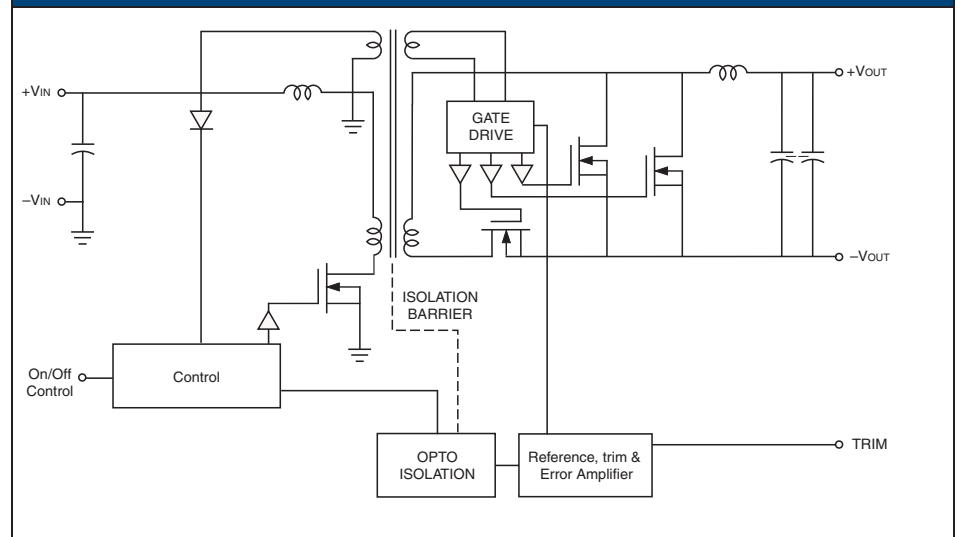 +VIN
−VIN
GATE
DRIVE
+VOUT
−VOUT
ISOLATION
BARRIER
On/Off
Control
Control
OPTO
ISOLATION
Reference, trim &
Error Amplifier
TRIM